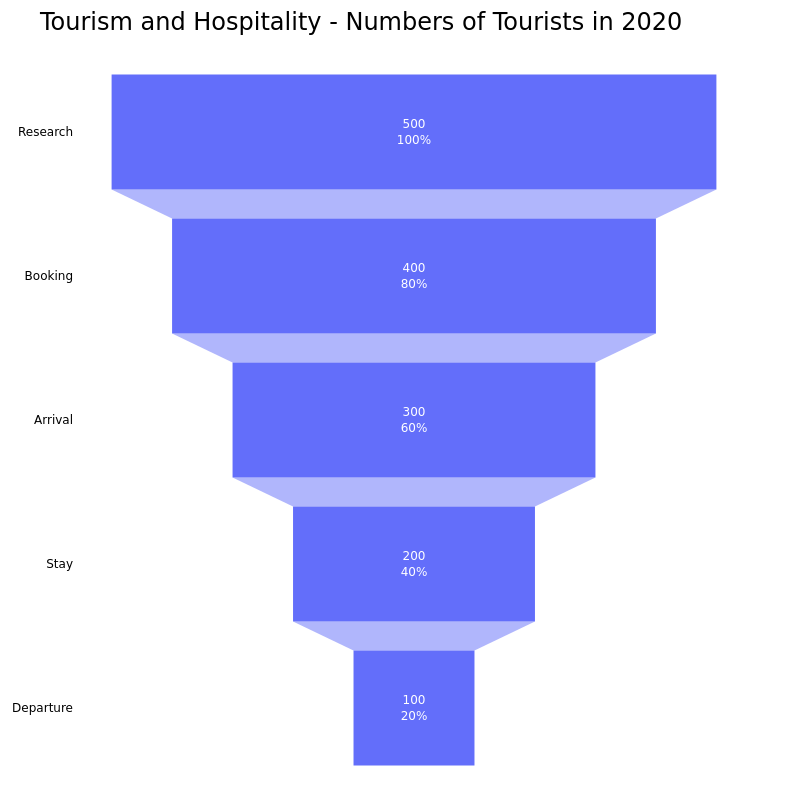 Tourism and Hospitality - Numbers of Tourists in 2020
Research
500
100%
Booking
400
80%
Arrival
300
60%
Stay
200
40%
Departure
100
20%